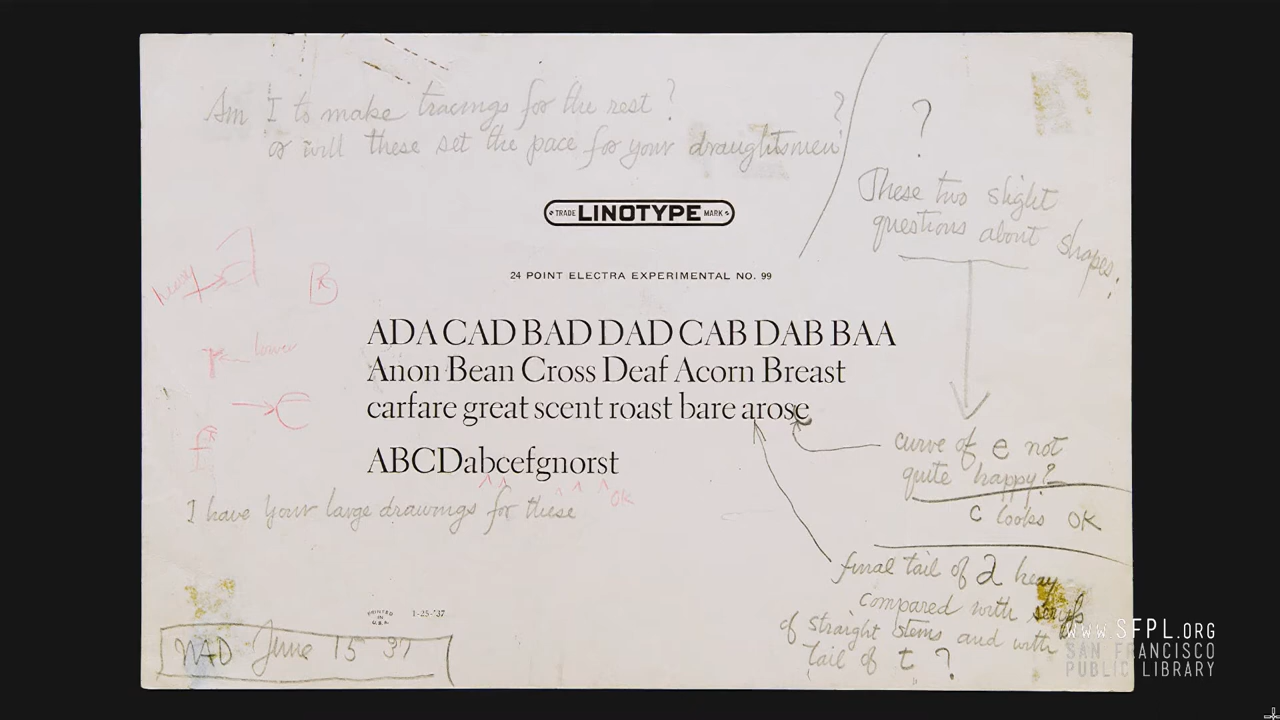 Am I to make tracings for the rest?
or will these set the pace for your draughtsmen ?
?
These two slight
questions about shapes.
TRADE LINOTYPE MARK
24 POINT ELECTRA EXPERIMENTAL NO. 99
heavy a
B
ADA CAD BAD DAD CAB DAB BAA
r lower
Anon Bean Cross Deaf Acorn Breast
e
carfare great scent roast bare arose
f
curve of e not
quite happy?
c looks OK
ABCDabcefgnorst
OK
I have your large drawings for these
final tail of a heavy
compared with serifs
of straight stems and with
tail of t ?
PRINTED
IN
U.S.A.
1-25-'37
WAD June 15 37
WWW.SFPL.ORG
SAN FRANCISCO
PUBLIC LIBRARY